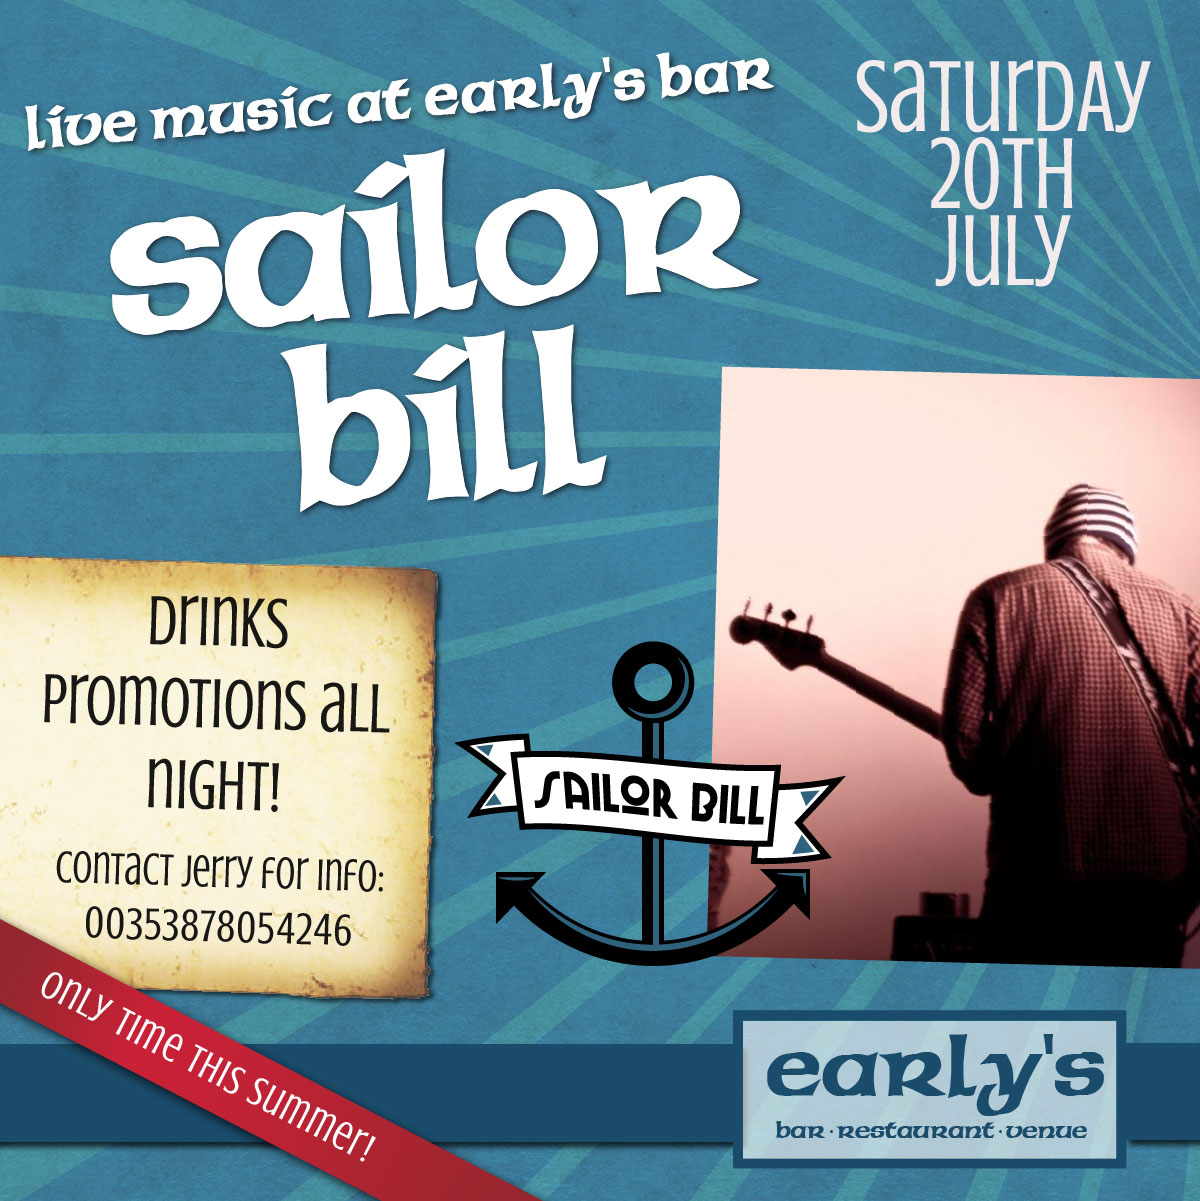 live music at early's bar
sailor
bill
Saturday
20th
July
Drinks
promotions all
night!
Contact Jerry for info:
00353878054246
Sailor Bill
Only time this summer!
early's
bar · restaurant · venue